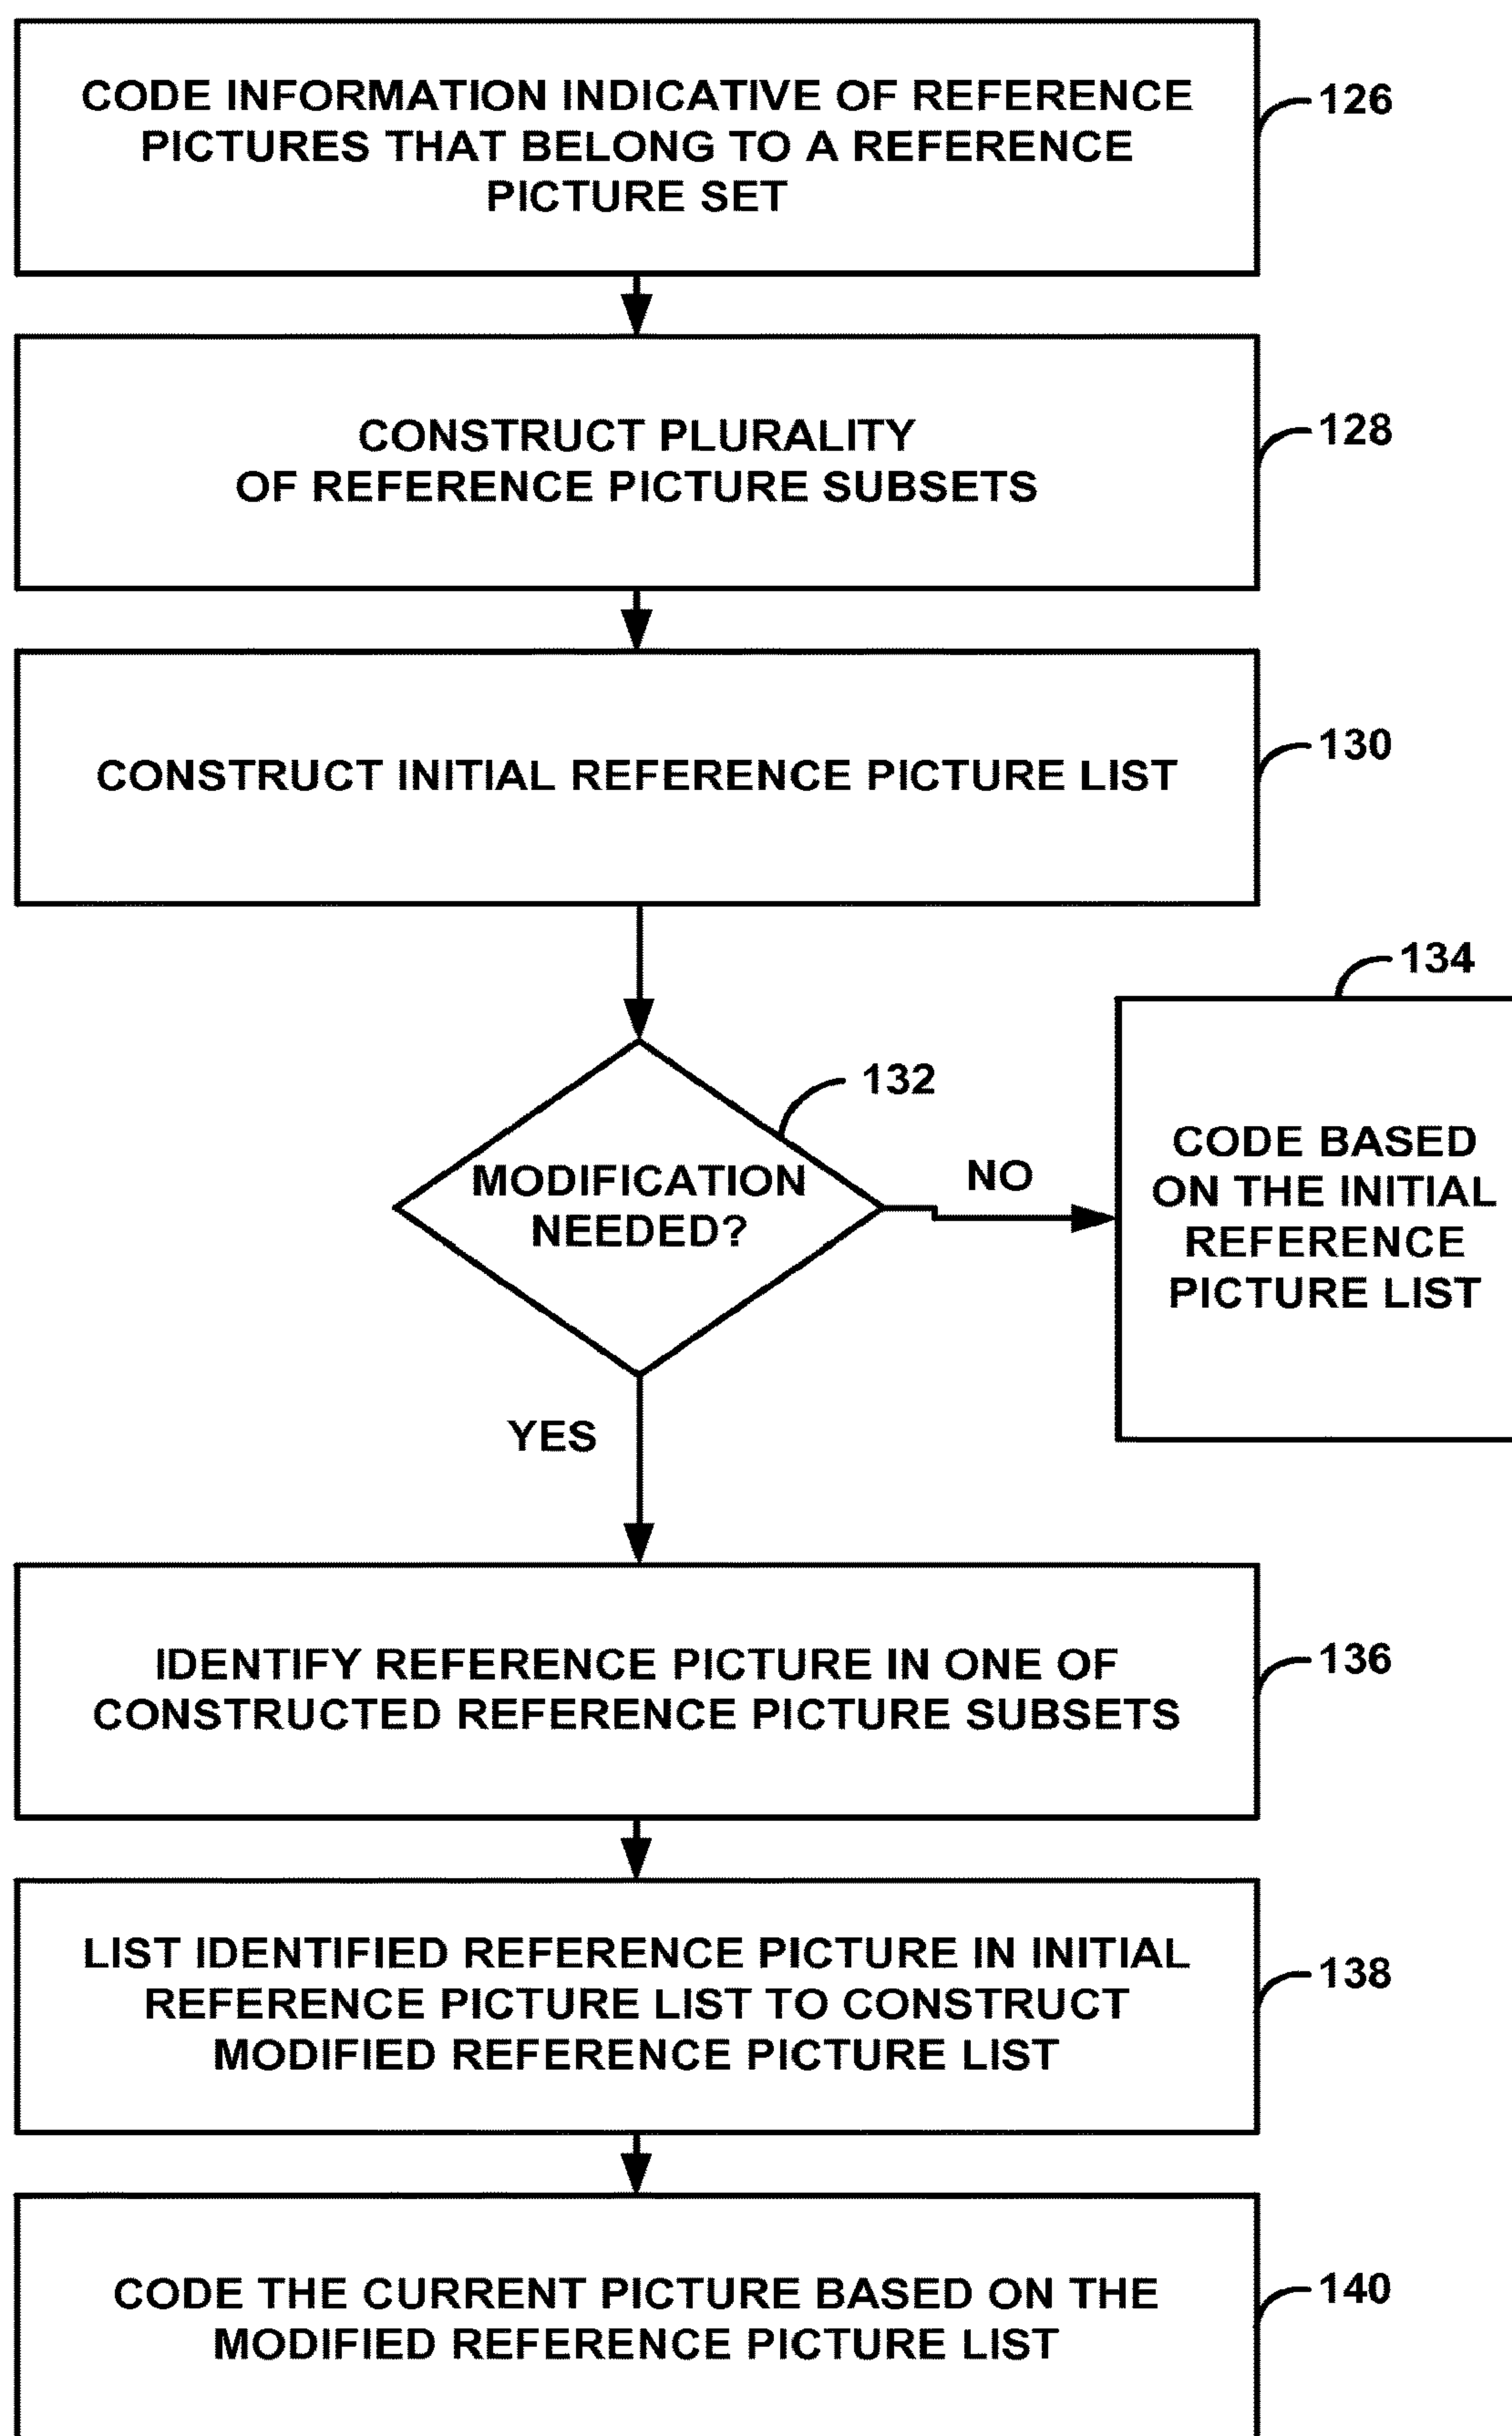 CODE INFORMATION INDICATIVE OF REFERENCE
PICTURES THAT BELONG TO A REFERENCE
PICTURE SET
126
CONSTRUCT PLURALITY
OF REFERENCE PICTURE SUBSETS
128
CONSTRUCT INITIAL REFERENCE PICTURE LIST
130
134
132
MODIFICATION
NEEDED?
NO
CODE BASED
ON THE INITIAL
REFERENCE
PICTURE LIST
YES
IDENTIFY REFERENCE PICTURE IN ONE OF
CONSTRUCTED REFERENCE PICTURE SUBSETS
136
LIST IDENTIFIED REFERENCE PICTURE IN INITIAL
REFERENCE PICTURE LIST TO CONSTRUCT
MODIFIED REFERENCE PICTURE LIST
138
CODE THE CURRENT PICTURE BASED ON THE
MODIFIED REFERENCE PICTURE LIST
140